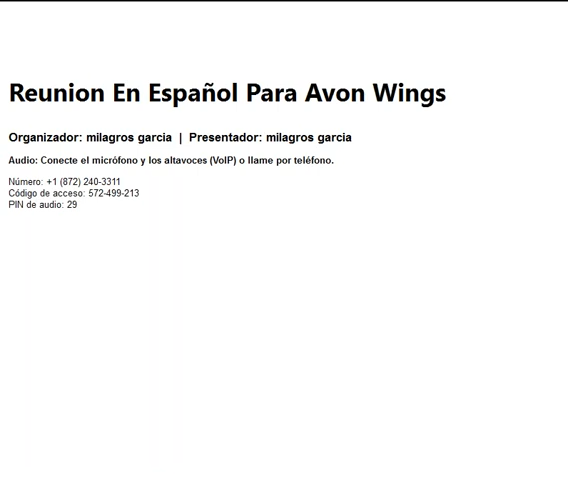 Reunion En Español Para Avon Wings
Organizador: milagros garcia | Presentador: milagros garcia
Audio: Conecte el micrófono y los altavoces (VoIP) o llame por teléfono.
Número: +1 (872) 240-3311
Código de acceso: 572-499-213
PIN de audio: 29